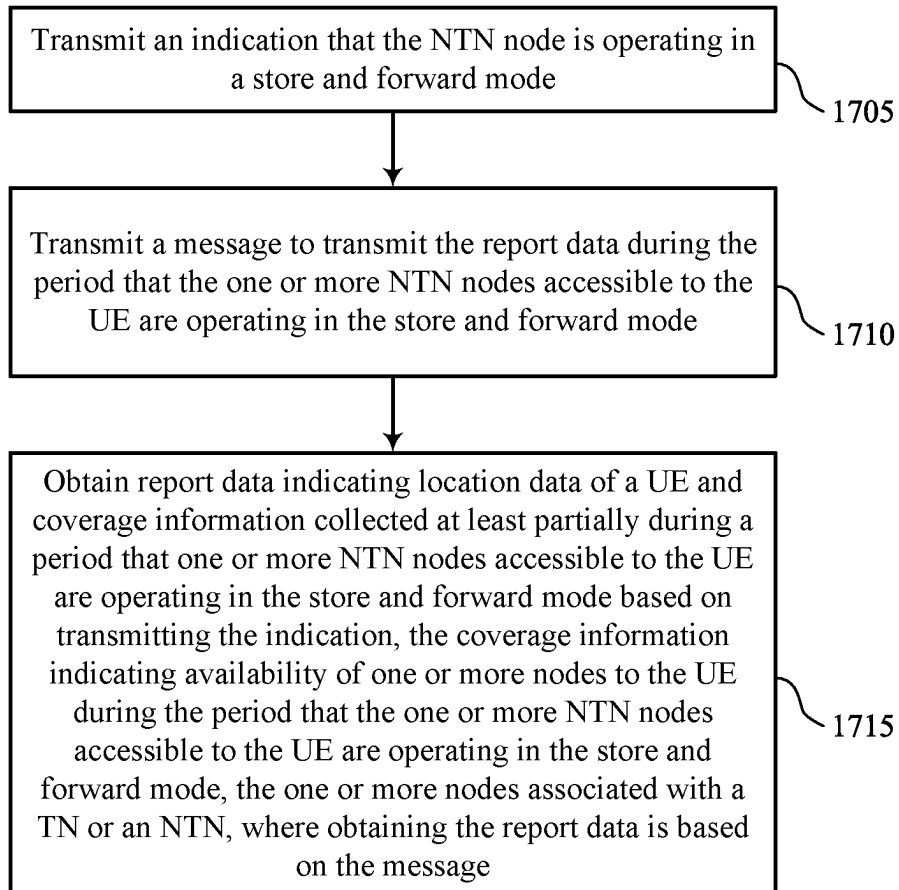 Transmit an indication that the NTN node is operating in
a store and forward mode
1705
Transmit a message to transmit the report data during the
period that the one or more NTN nodes accessible to the
UE are operating in the store and forward mode
1710
Obtain report data indicating location data of a UE and
coverage information collected at least partially during a
period that one or more NTN nodes accessible to the UE
are operating in the store and forward mode based on
transmitting the indication, the coverage information
indicating availability of one or more nodes to the UE
during the period that the one or more NTN nodes
accessible to the UE are operating in the store and
forward mode, the one or more nodes associated with a
TN or an NTN, where obtaining the report data is based
on the message
1715